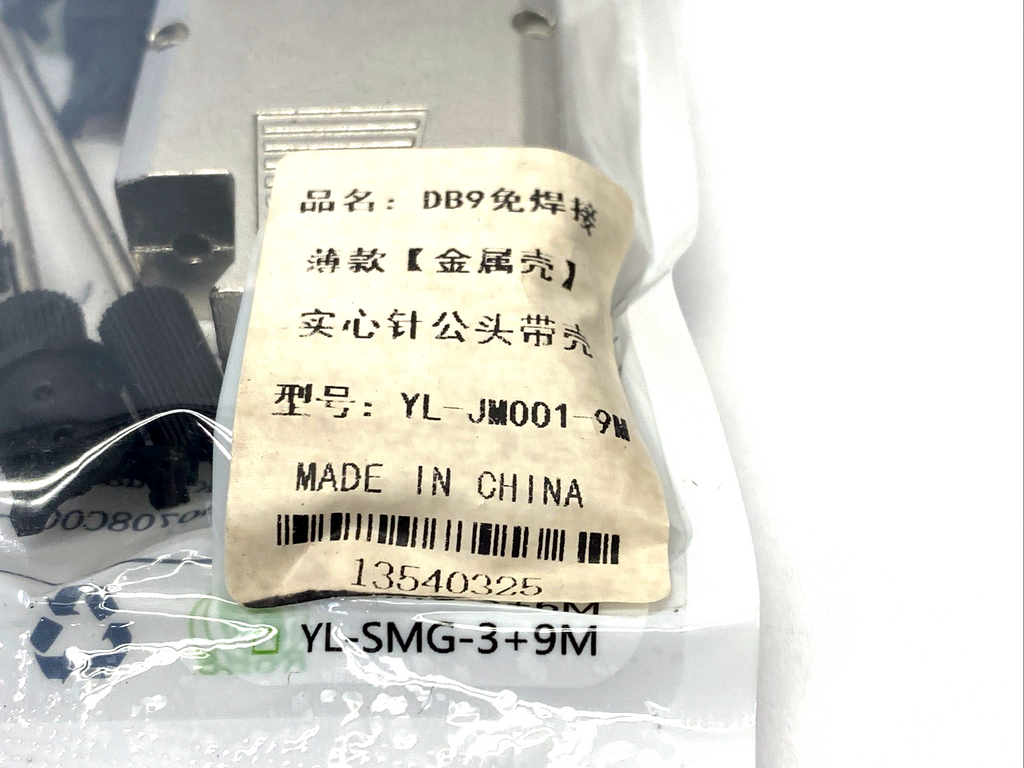 品名：DB9免焊接
薄款【金属壳】
实心针公头带壳
型号：YL-JM001-9M
MADE IN CHINA
13540325
YL-SMG-3+9M